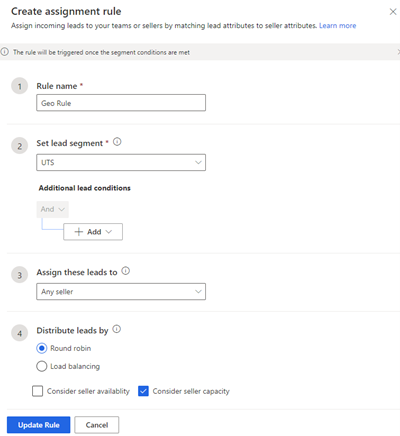 Create assignment rule
Assign incoming leads to your teams or sellers by matching lead attributes to seller attributes. Learn more
The rule will be triggered once the segment conditions are met
1 Rule name *
Geo Rule
2 Set lead segment *
UTS
Additional lead conditions
And
Add
3 Assign these leads to
Any seller
4 Distribute leads by
Round robin
Load balancing
Consider seller availablity Consider seller capacity
Update Rule Cancel